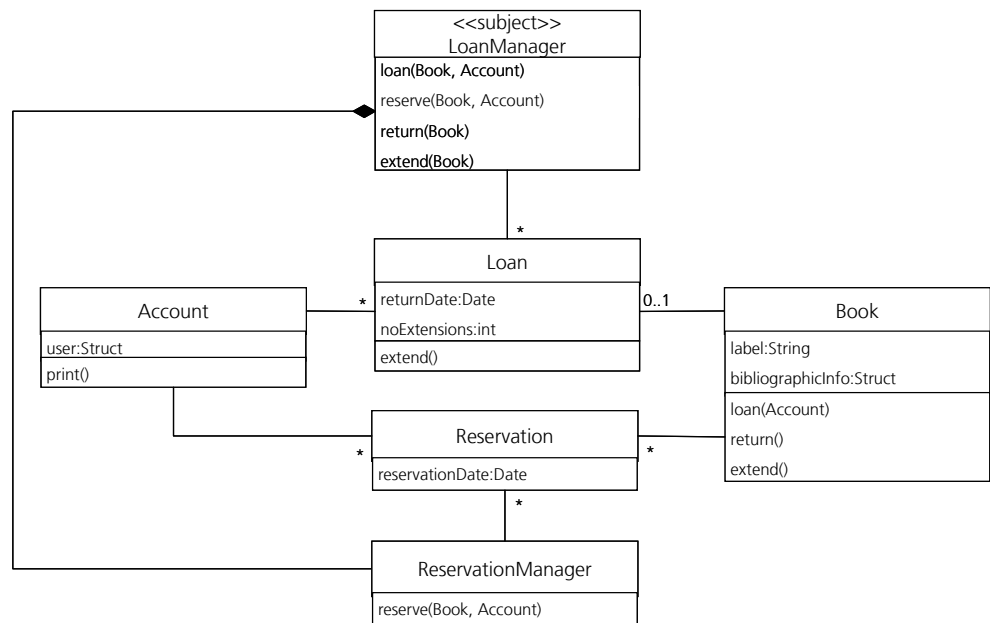 <<subject>>
LoanManager
loan(Book, Account)
reserve(Book, Account)
return(Book)
extend(Book)
*
Loan
returnDate:Date
noExtensions:int
extend()
*
0..1
Account
user:Struct
print()
Book
label:String
bibliographicInfo:Struct
loan(Account)
return()
extend()
Reservation
reservationDate:Date
*
*
*
ReservationManager
reserve(Book, Account)